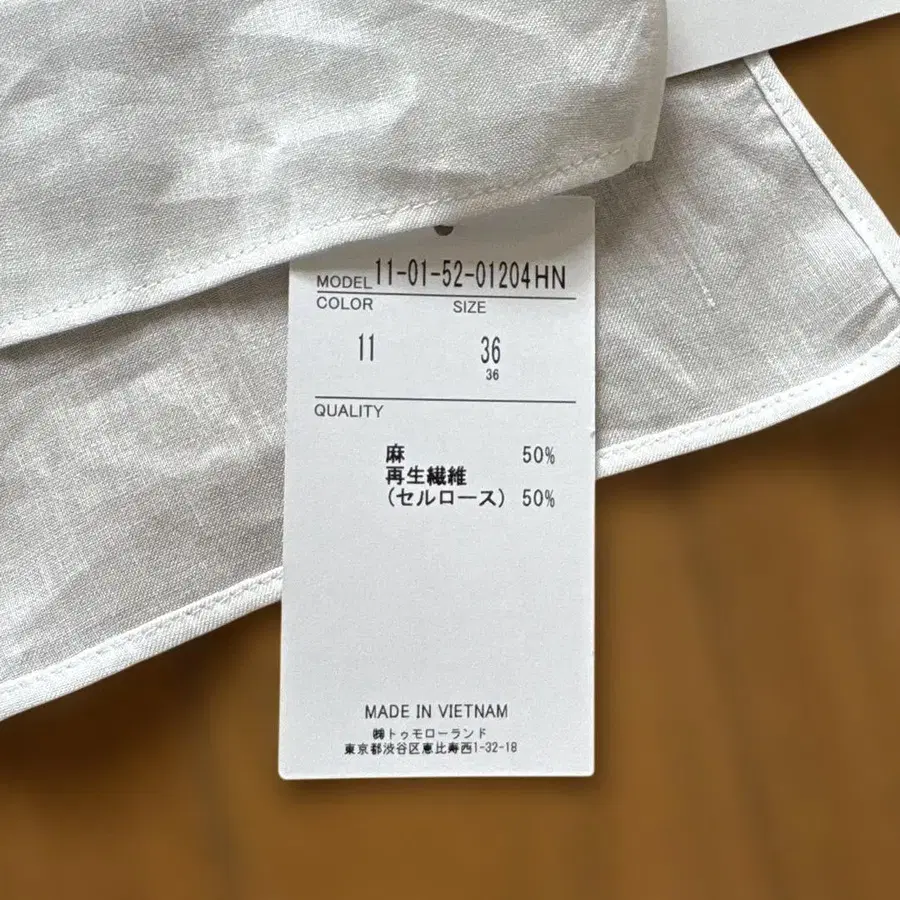 MODEL 11-01-52-01204HN
COLOR SIZE
11 36
36
QUALITY
麻 50%
再生繊維
(セルロース) 50%
MADE IN VIETNAM
㈱トゥモローランド
東京都渋谷区恵比寿西1-32-18